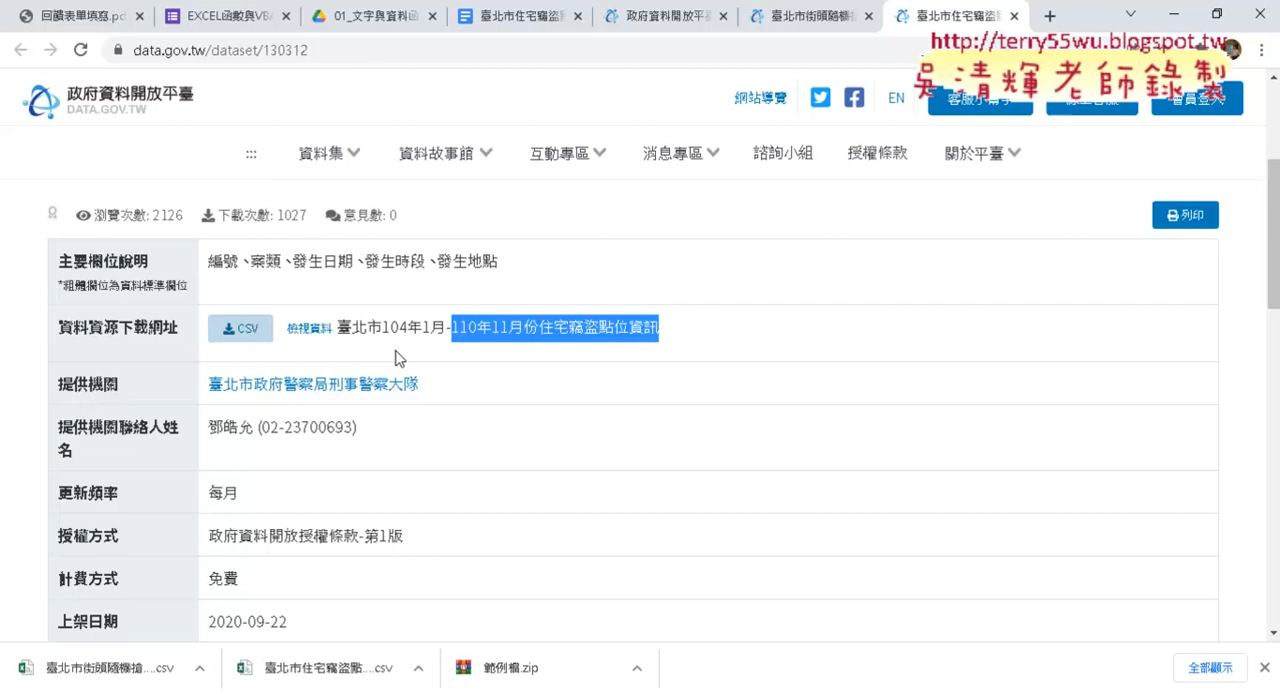 回饋表單填寫.pd
EXCEL函數與VBA
01_文字與資料函
臺北市住宅竊盜
政府資料開放平臺
臺北市街頭隨機搶
臺北市住宅竊盜點
data.gov.tw/dataset/130312
http://terry55wu.blogspot.tw
吳清輝老師錄製
政府資料開放平臺
DATA.GOV.TW
網站導覽
EN
:::
資料集
資料故事館
互動專區
消息專區
諮詢小組
授權條款
關於平臺
瀏覽次數: 2126
下載次數: 1027
意見數: 0
列印
主要欄位說明
*粗體欄位為資料標準欄位
編號、案類、發生日期、發生時段、發生地點
資料資源下載網址
CSV 檢視資料 臺北市104年1月-110年11月份住宅竊盜點位資訊
提供機關
臺北市政府警察局刑事警察大隊
提供機關聯絡人姓名
鄧皓允 (02-23700693)
更新頻率
每月
授權方式
政府資料開放授權條款-第1版
計費方式
免費
上架日期
2020-09-22
臺北市街頭隨機搶....csv
臺北市住宅竊盜點....csv
範例檔.zip
全部顯示